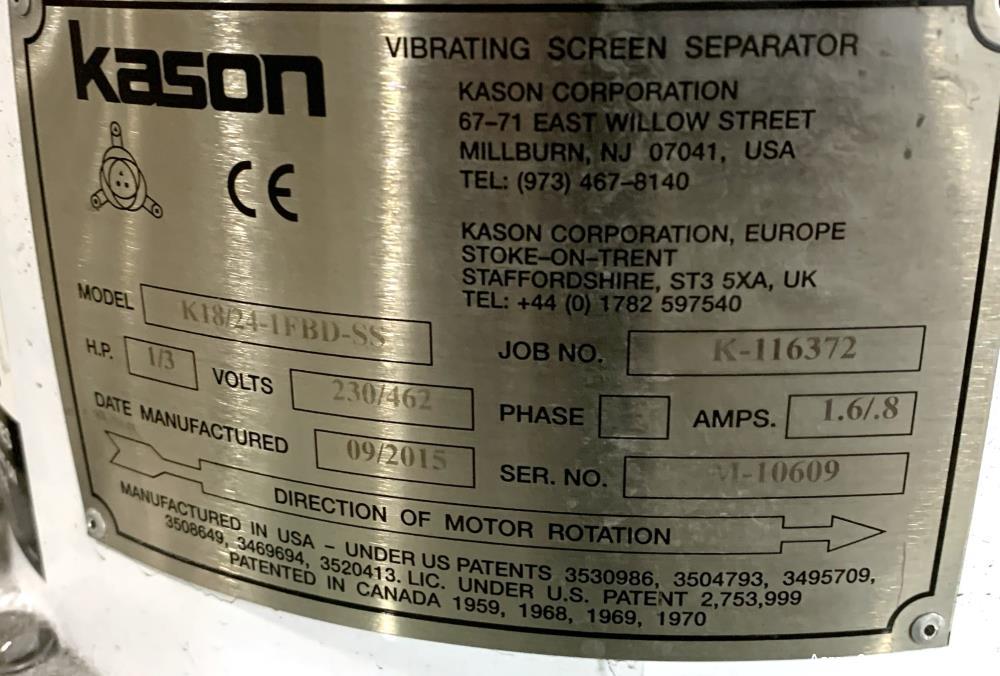 kason
VIBRATING SCREEN SEPARATOR
KASON CORPORATION
67–71 EAST WILLOW STREET
MILLBURN, NJ 07041, USA
TEL: (973) 467–8140
CE
KASON CORPORATION, EUROPE
STOKE–ON–TRENT
STAFFORDSHIRE, ST3 5XA, UK
TEL: +44 (0) 1782 597540
MODEL K18/24-1FBD-SS
JOB NO. K-116372
H.P. 1/3 VOLTS 230/462
PHASE AMPS. 1.6/.8
DATE MANUFACTURED 09/2015
SER. NO. M-10609
DIRECTION OF MOTOR ROTATION
MANUFACTURED IN USA – UNDER US PATENTS 3530986, 3504793, 3495709,
3508649, 3469694, 3520413. LIC. UNDER U.S. PATENT 2,753,999
PATENTED IN CANADA 1959, 1968, 1969, 1970